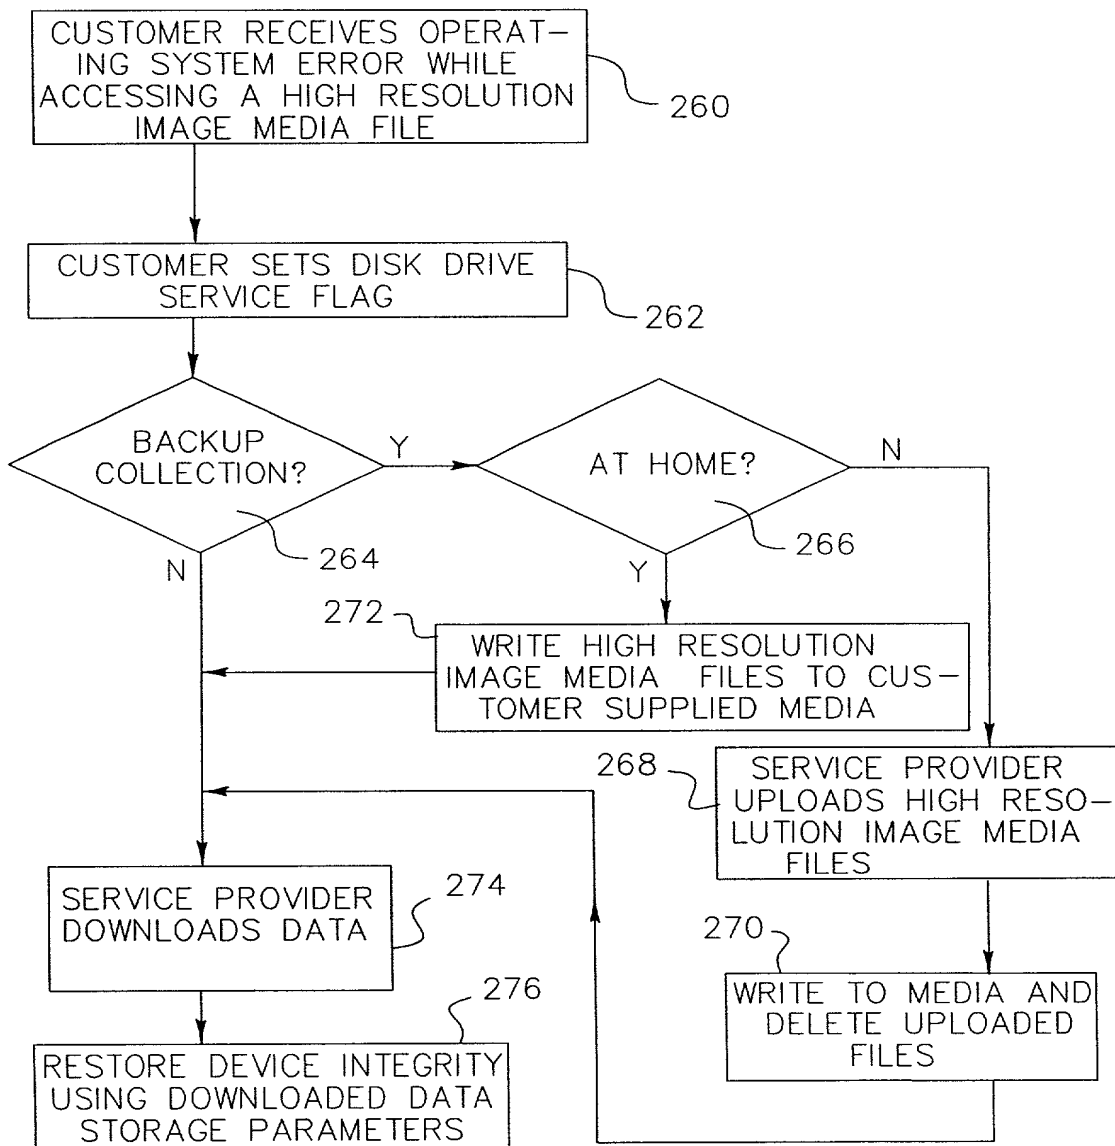 CUSTOMER RECEIVES OPERAT-
ING SYSTEM ERROR WHILE
ACCESSING A HIGH RESOLUTION
IMAGE MEDIA FILE
260
CUSTOMER SETS DISK DRIVE
SERVICE FLAG
262
BACKUP
COLLECTION?
264
Y
N
AT HOME?
266
N
Y
272
WRITE HIGH RESOLUTION
IMAGE MEDIA FILES TO CUS-
TOMER SUPPLIED MEDIA
268
SERVICE PROVIDER
UPLOADS HIGH RESO-
LUTION IMAGE MEDIA
FILES
270
WRITE TO MEDIA AND
DELETE UPLOADED
FILES
SERVICE PROVIDER
DOWNLOADS DATA
274
276
RESTORE DEVICE INTEGRITY
USING DOWNLOADED DATA
STORAGE PARAMETERS